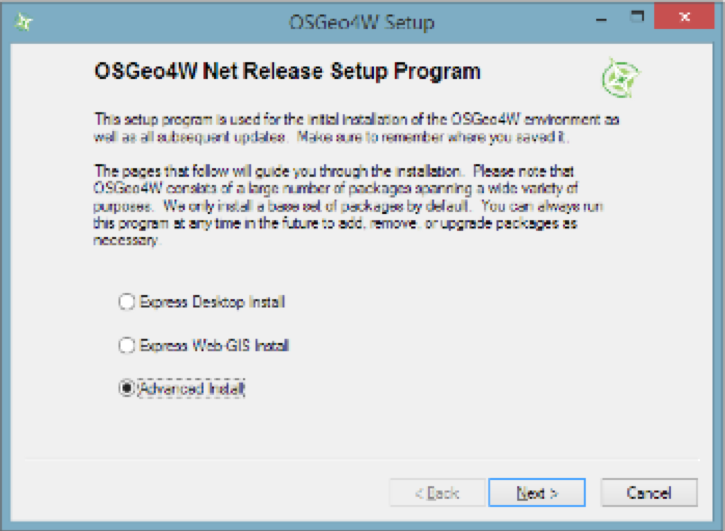 OSGeo4W Setup
OSGeo4W Net Release Setup Program
This setup program is used for the initial installation of the OSGeo4W environment as
well as all subsequent updates. Make sure to remember where you saved it.
The pages that follow will guide you through the installation. Please note that
OSGeo4W consists of a large number of packages spanning a wide variety of
purposes. We only install a base set of packages by default. You can always run
this program at any time in the future to add, remove, or upgrade packages as
necessary.
Express Desktop Install
Express Web-GIS Install
Advanced Install
< Back
Next >
Cancel